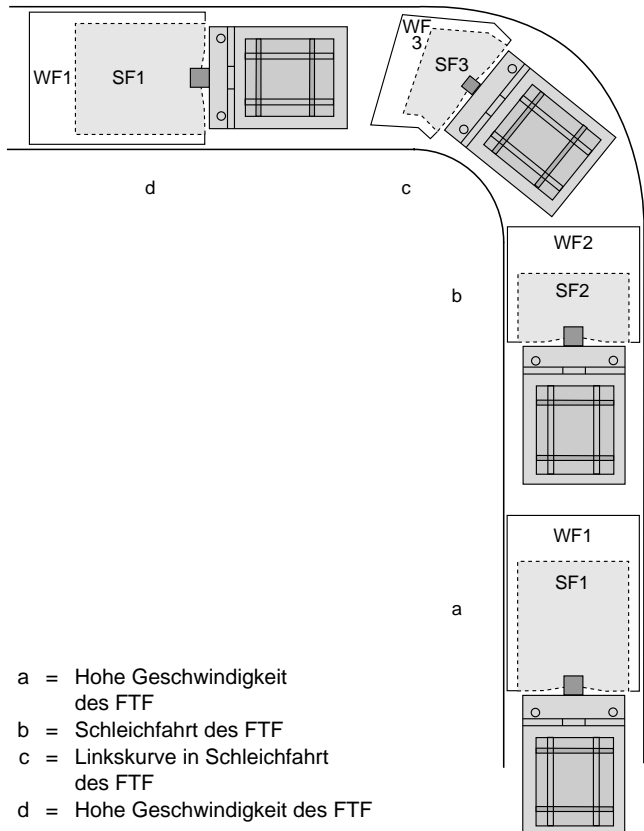 WF1
SF1
WF
3
SF3
d
c
WF2
b
SF2
WF1
SF1
a
a = Hohe Geschwindigkeit
des FTF
b = Schleichfahrt des FTF
c = Linkskurve in Schleichfahrt
des FTF
d = Hohe Geschwindigkeit des FTF